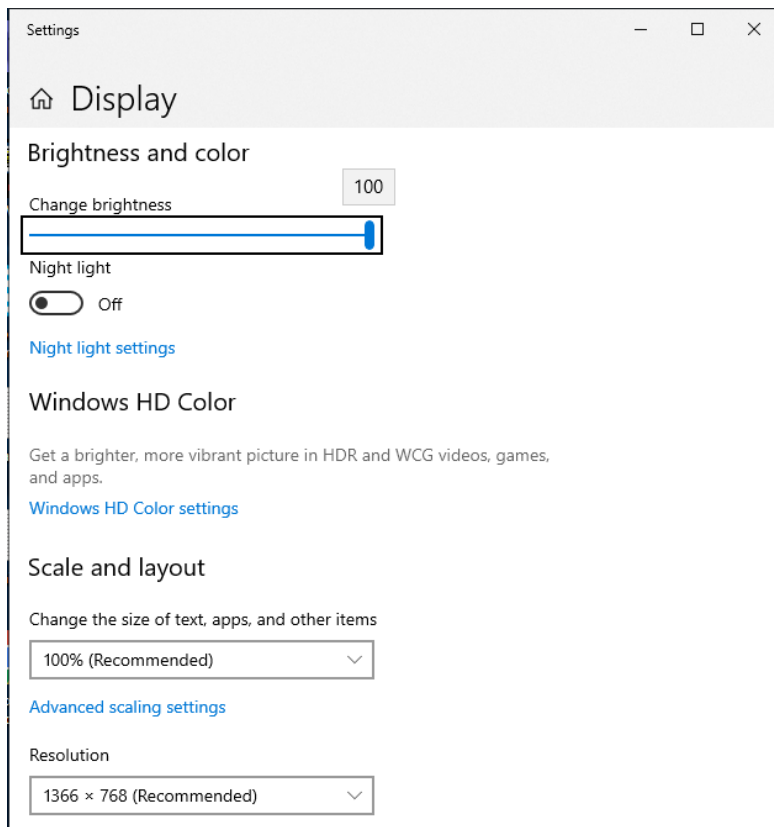 Settings
Display
Brightness and color
100
Change brightness
Night light
Off
Night light settings
Windows HD Color
Get a brighter, more vibrant picture in HDR and WCG videos, games,
and apps.
Windows HD Color settings
Scale and layout
Change the size of text, apps, and other items
100% (Recommended)
Advanced scaling settings
Resolution
1366 × 768 (Recommended)